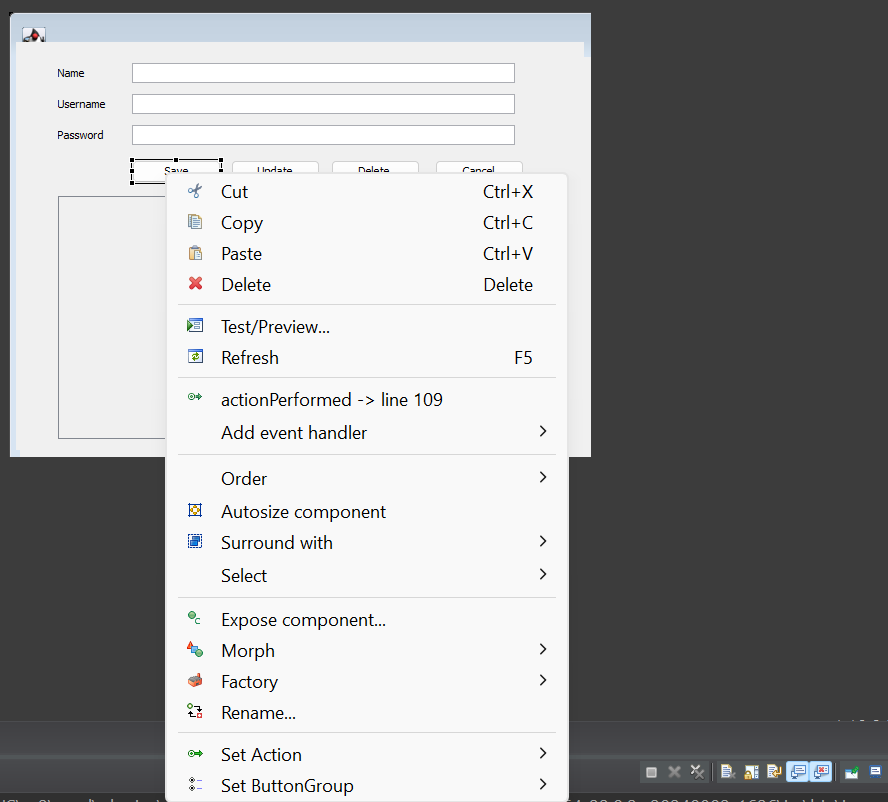 Name
Username
Password
Save Update Delete Cancel
Cut Ctrl+X
Copy Ctrl+C
Paste Ctrl+V
Delete Delete
Test/Preview...
Refresh F5
actionPerformed -> line 109
Add event handler
Order
Autosize component
Surround with
Select
Expose component...
Morph
Factory
Rename...
Set Action
Set ButtonGroup